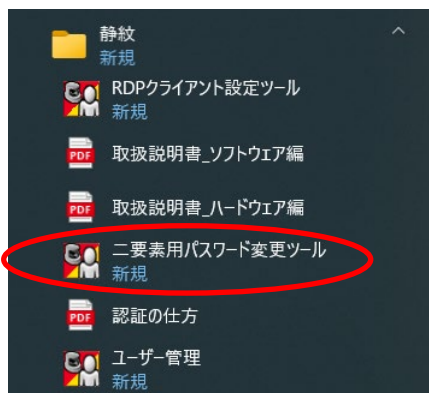 静紋
新規
RDPクライアント設定ツール
新規
PDF 取扱説明書_ソフトウェア編
PDF 取扱説明書_ハードウェア編
二要素用パスワード変更ツール
新規
PDF 認証の仕方
ユーザー管理
新規